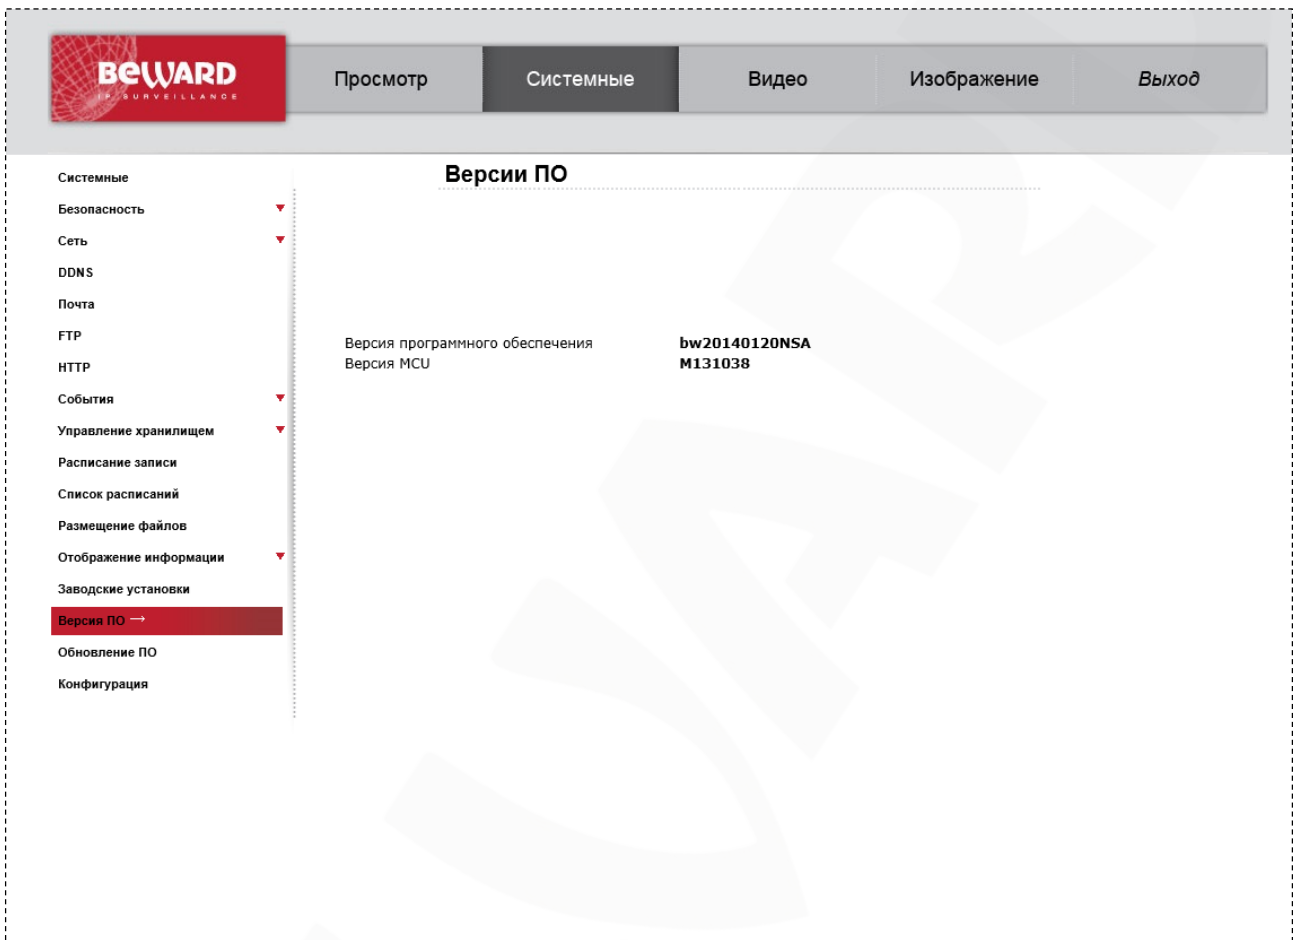 BEWARD
IP SURVEILLANCE
Просмотр Системные Видео Изображение Выход
Версии ПО
Системные
Безопасность
Сеть
DDNS
Почта
FTP
HTTP
События
Управление хранилищем
Расписание записи
Список расписаний
Размещение файлов
Отображение информации
Заводские установки
Версия ПО →
Обновление ПО
Конфигурация
Версия программного обеспечения bw20140120NSA
Версия MCU M131038